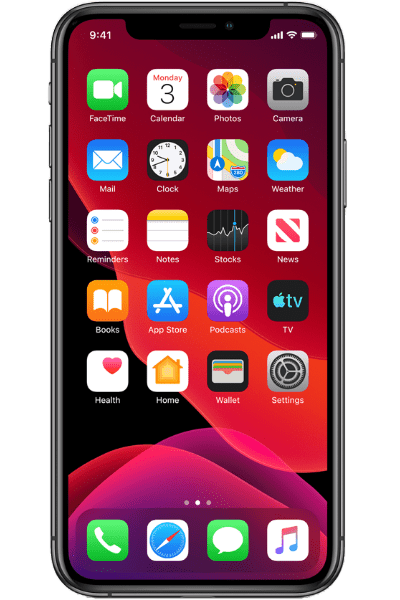 9:41
Monday
3
FaceTime Calendar Photos Camera
280
Mail Clock Maps Weather
Reminders Notes Stocks News
tv
Books App Store Podcasts TV
Health Home Wallet Settings